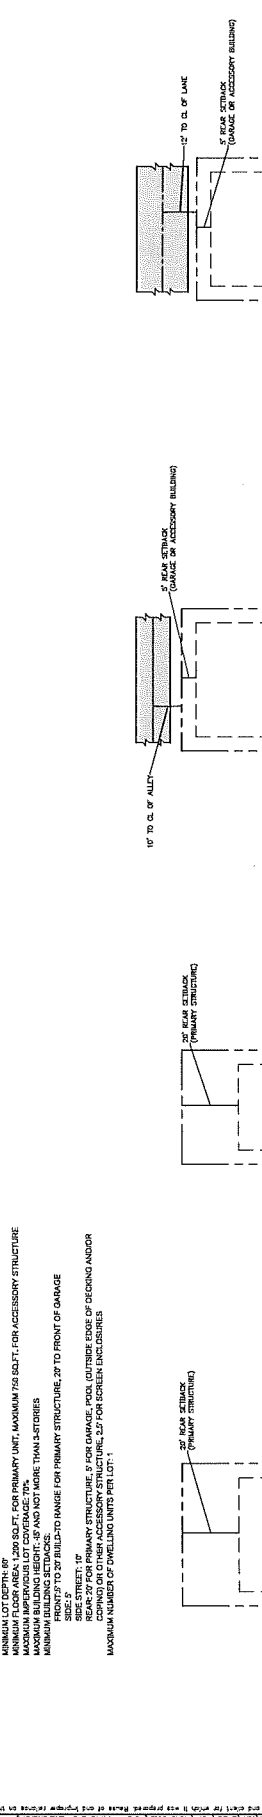 MINIMUM LOT DEPTH: 60'
MINIMUM FLOOR AREA: 1,200 SQ.FT. FOR PRIMARY UNIT, MAXIMUM 750 SQ.FT. FOR ACCESSORY STRUCTURE
MAXIMUM IMPERVIOUS LOT COVERAGE: 70%
MAXIMUM BUILDING HEIGHT: 45' AND NOT MORE THAN 3-STORIES
MINIMUM BUILDING SETBACKS:
FRONT: 5' TO 20' BUILD-TO RANGE FOR PRIMARY STRUCTURE, 20' TO FRONT OF GARAGE
SIDE: 5'
SIDE STREET: 10'
REAR: 20' FOR PRIMARY STRUCTURE, 5' FOR GARAGE, POOL (OUTSIDE EDGE OF DECKING AND/OR
COPING) OR OTHER ACCESSORY STRUCTURE, 2.5' FOR SCREEN ENCLOSURES
MAXIMUM NUMBER OF DWELLING UNITS PER LOT: 1
20' REAR SETBACK
(PRIMARY STRUCTURE)
20' REAR SETBACK
(PRIMARY STRUCTURE)
10' TO CL OF ALLEY
5' REAR SETBACK
(GARAGE OR ACCESSORY BUILDING)
12' TO CL OF LANE
5' REAR SETBACK
(GARAGE OR ACCESSORY BUILDING)